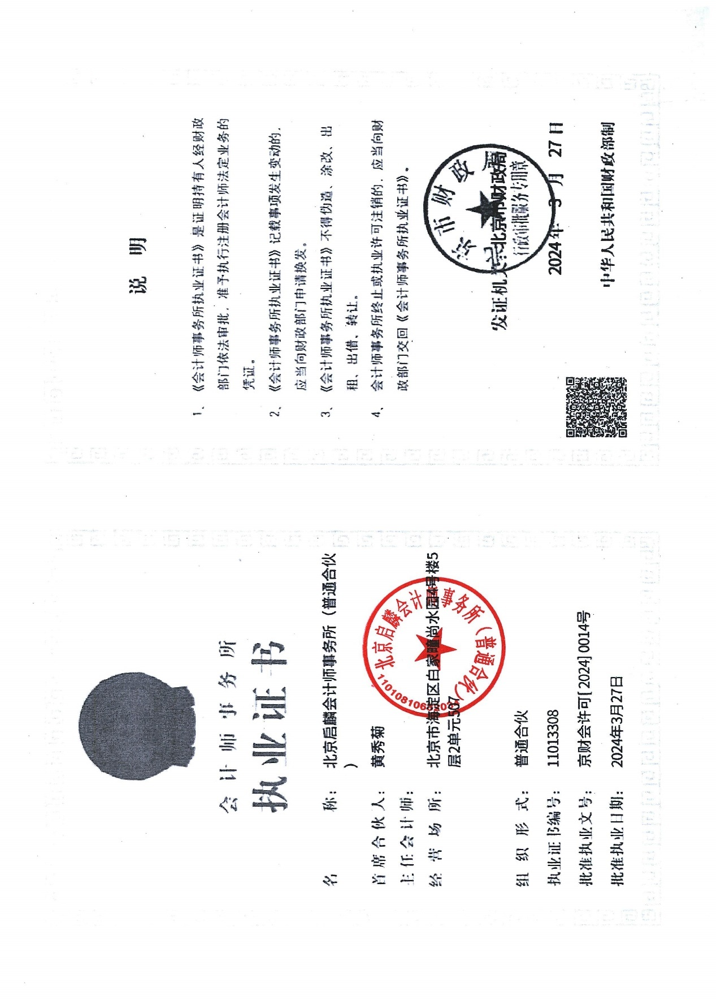 会计师事务所
执业证书
名 称： 北京启麟会计师事务所（普通合伙
）
首席合伙人： 黄秀菊
主任会计师：
经营场所： 北京市海淀区白家疃尚水园4号楼5
层2单元507
组织形式： 普通合伙
执业证书编号： 11013308
批准执业文号： 京财会许可[2024]0014号
批准执业日期： 2024年3月27日
北京启麟会计师事务所（普通合伙）
说 明
1、《会计师事务所执业证书》是证明持有人经财政
部门依法审批，准予执行注册会计师法定业务的
凭证。
2、《会计师事务所执业证书》记载事项发生变动的，
应当向财政部门申请换发。
3、《会计师事务所执业证书》不得伪造、涂改、出
租、出借、转让。
4、会计师事务所终止或执业许可注销的，应当向财
政部门交回《会计师事务所执业证书》。
发证机关：北京市财政局
2024年 3 月 27 日
北京市财政局
行政审批服务专用章
中华人民共和国财政部制